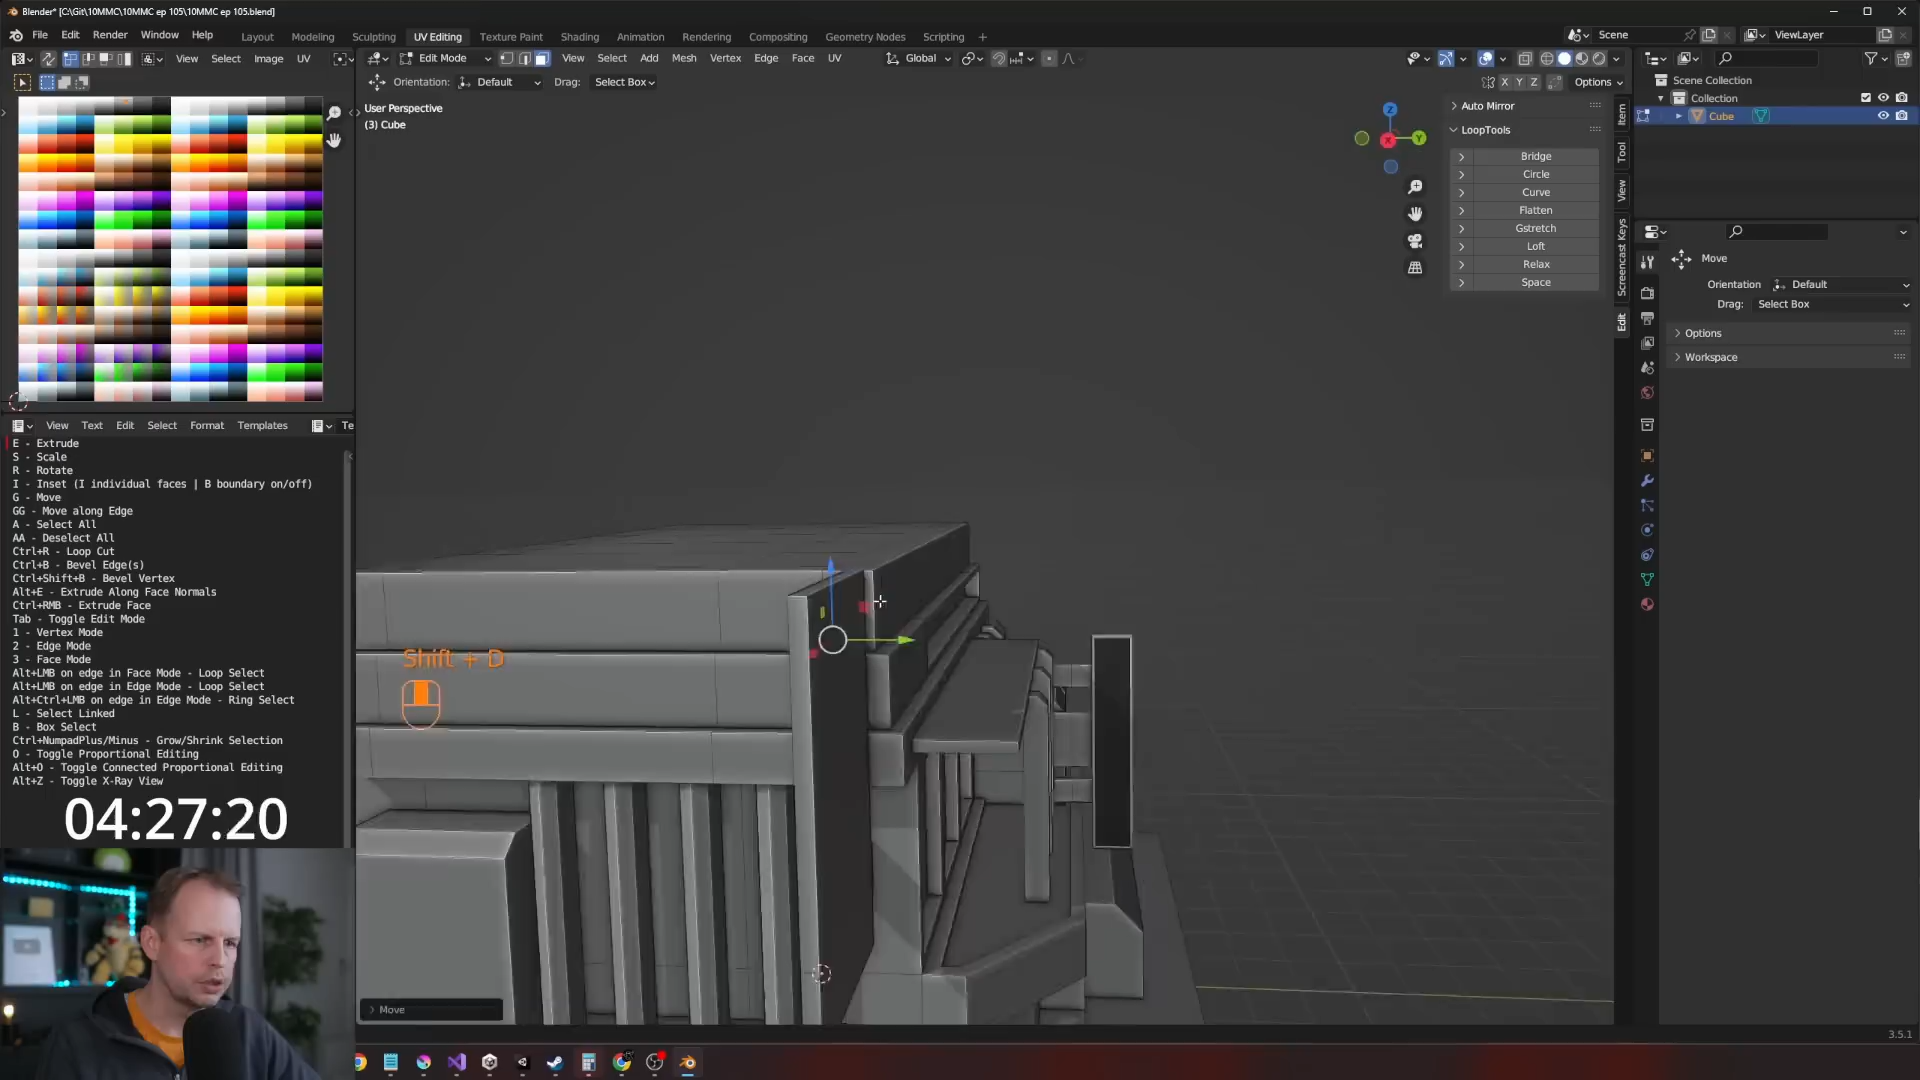 Blender* [C:\Git\10MMC\10MMC ep 105\10MMC ep 105.blend]
File Edit Render Window Help
Layout Modeling Sculpting UV Editing Texture Paint Shading Animation Rendering Compositing Geometry Nodes Scripting +
Scene
ViewLayer
View Select Image UV
Edit Mode View Select Add Mesh Vertex Edge Face UV
Global
Orientation: Default Drag: Select Box
X Y Z Options
User Perspective
(3) Cube
Z
Y
X
Auto Mirror
LoopTools
Bridge
Circle
Curve
Flatten
Gstretch
Loft
Relax
Space
Item
Tool
View
Screencast Keys
Edit
Scene Collection
Collection
Cube
Move
Orientation Default
Drag: Select Box
Options
Workspace
View Text Edit Select Format Templates Te
E - Extrude
S - Scale
R - Rotate
I - Inset (I individual faces | B boundary on/off)
G - Move
GG - Move along Edge
A - Select All
AA - Deselect All
Ctrl+R - Loop Cut
Ctrl+B - Bevel Edge(s)
Ctrl+Shift+B - Bevel Vertex
Alt+E - Extrude Along Face Normals
Ctrl+RMB - Extrude Face
Tab - Toggle Edit Mode
1 - Vertex Mode
2 - Edge Mode
3 - Face Mode
Alt+LMB on edge in Face Mode - Loop Select
Alt+LMB on edge in Edge Mode - Loop Select
Alt+Ctrl+LMB on edge in Edge Mode - Ring Select
L - Select Linked
B - Box Select
Ctrl+NumpadPlus/Minus - Grow/Shrink Selection
O - Toggle Proportional Editing
Alt+O - Toggle Connected Proportional Editing
Alt+Z - Toggle X-Ray View
04:27:20
Shift + D
Move
3.5.1